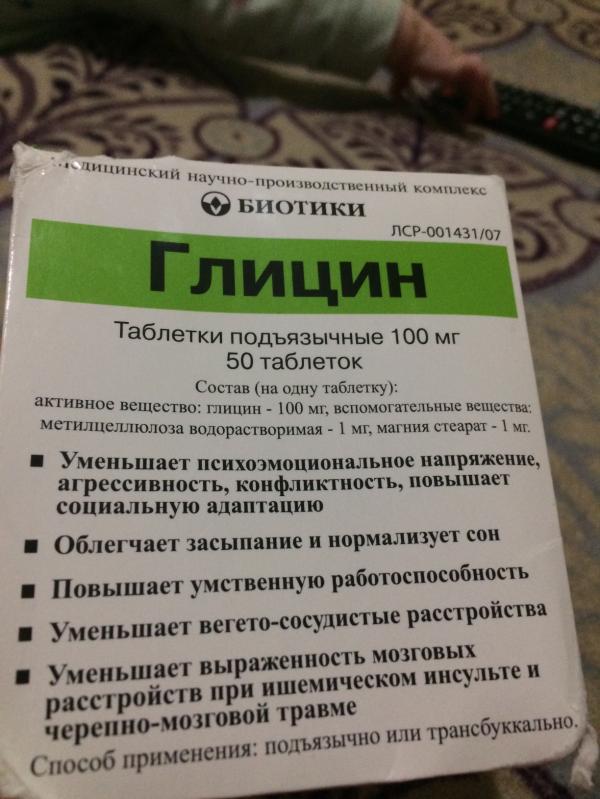 Медицинский научно-производственный комплекс
БИОТИКИ
ЛСР-001431/07
Глицин
Таблетки подъязычные 100 мг
50 таблеток
Состав (на одну таблетку):
активное вещество: глицин - 100 мг, вспомогательные вещества:
метилцеллюлоза водорастворимая - 1 мг, магния стеарат - 1 мг.
▪ Уменьшает психоэмоциональное напряжение,
агрессивность, конфликтность, повышает
социальную адаптацию
▪ Облегчает засыпание и нормализует сон
▪ Повышает умственную работоспособность
▪ Уменьшает вегето-сосудистые расстройства
▪ Уменьшает выраженность мозговых
расстройств при ишемическом инсульте и
черепно-мозговой травме
Способ применения: подъязычно или трансбуккально.